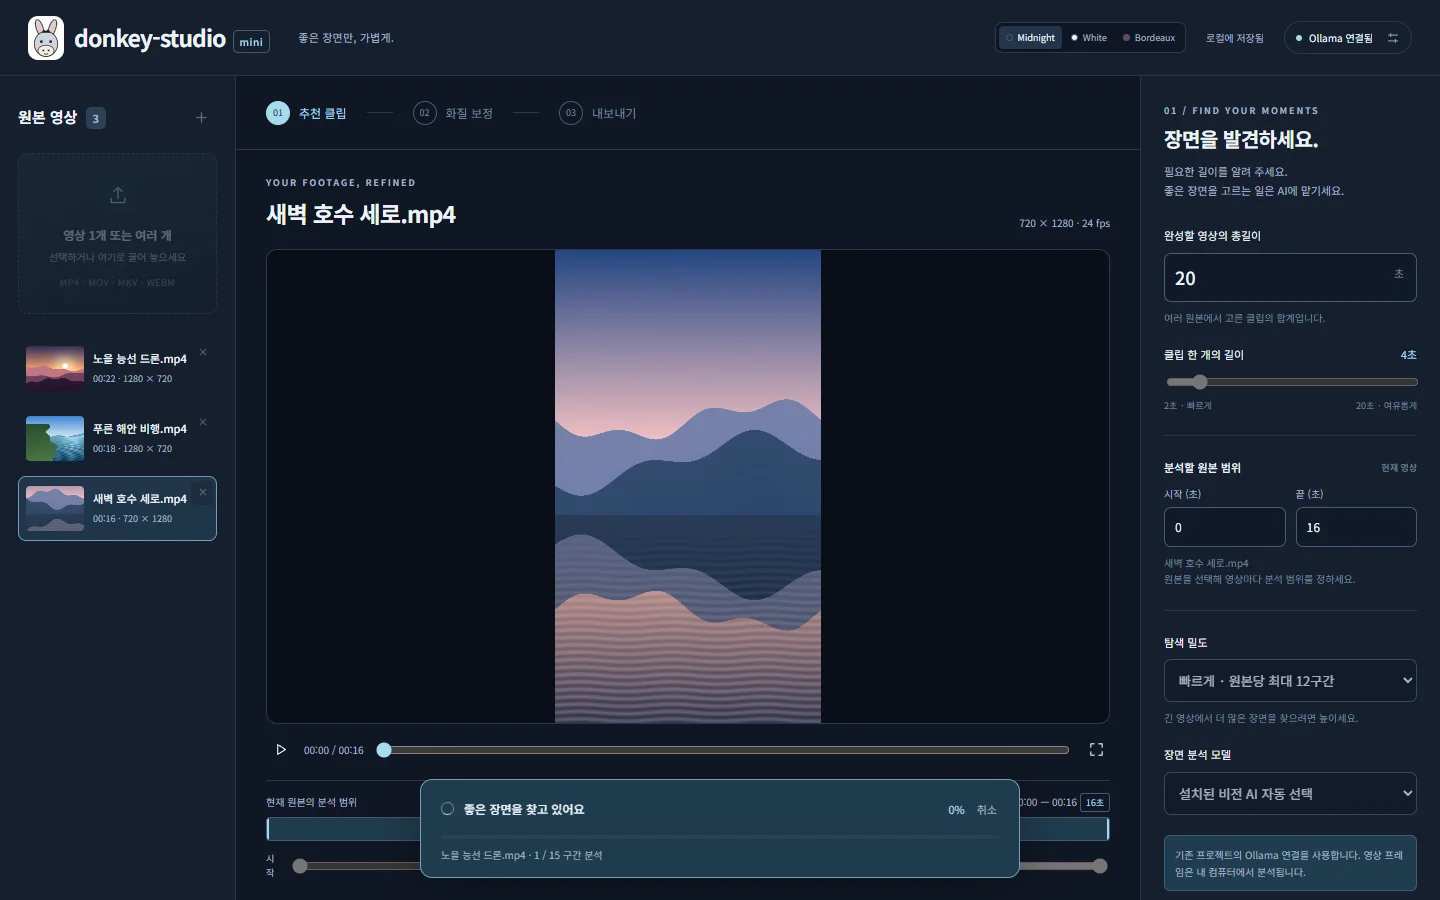 donkey-studio mini
좋은 장면만, 가볍게.
Midnight White Bordeaux
로컬에 저장됨
Ollama 연결됨
원본 영상 3
영상 1개 또는 여러 개
선택하거나 여기로 끌어 놓으세요
MP4 · MOV · MKV · WEBM
노을 능선 드론.mp4
00:22 · 1280 × 720
푸른 해안 비행.mp4
00:18 · 1280 × 720
새벽 호수 세로.mp4
00:16 · 720 × 1280
01 추천 클립
02 화질 보정
03 내보내기
YOUR FOOTAGE, REFINED
새벽 호수 세로.mp4
720 × 1280 · 24 fps
00:00 / 00:16
현재 원본의 분석 범위
0:00 — 00:16 16초
시작
좋은 장면을 찾고 있어요
0% 취소
노을 능선 드론.mp4 · 1 / 15 구간 분석
01 / FIND YOUR MOMENTS
장면을 발견하세요.
필요한 길이를 알려 주세요.
좋은 장면을 고르는 일은 AI에 맡기세요.
완성할 영상의 총길이
20 초
여러 원본에서 고른 클립의 합계입니다.
클립 한 개의 길이 4초
2초 · 빠르게 20초 · 여유롭게
분석할 원본 범위 현재 영상
시작 (초) 끝 (초)
0 16
새벽 호수 세로.mp4
원본을 선택해 영상마다 분석 범위를 정하세요.
탐색 밀도
빠르게 · 원본당 최대 12구간
긴 영상에서 더 많은 장면을 찾으려면 높이세요.
장면 분석 모델
설치된 비전 AI 자동 선택
기존 프로젝트의 Ollama 연결을 사용합니다. 영상 프레
임은 내 컴퓨터에서 분석됩니다.